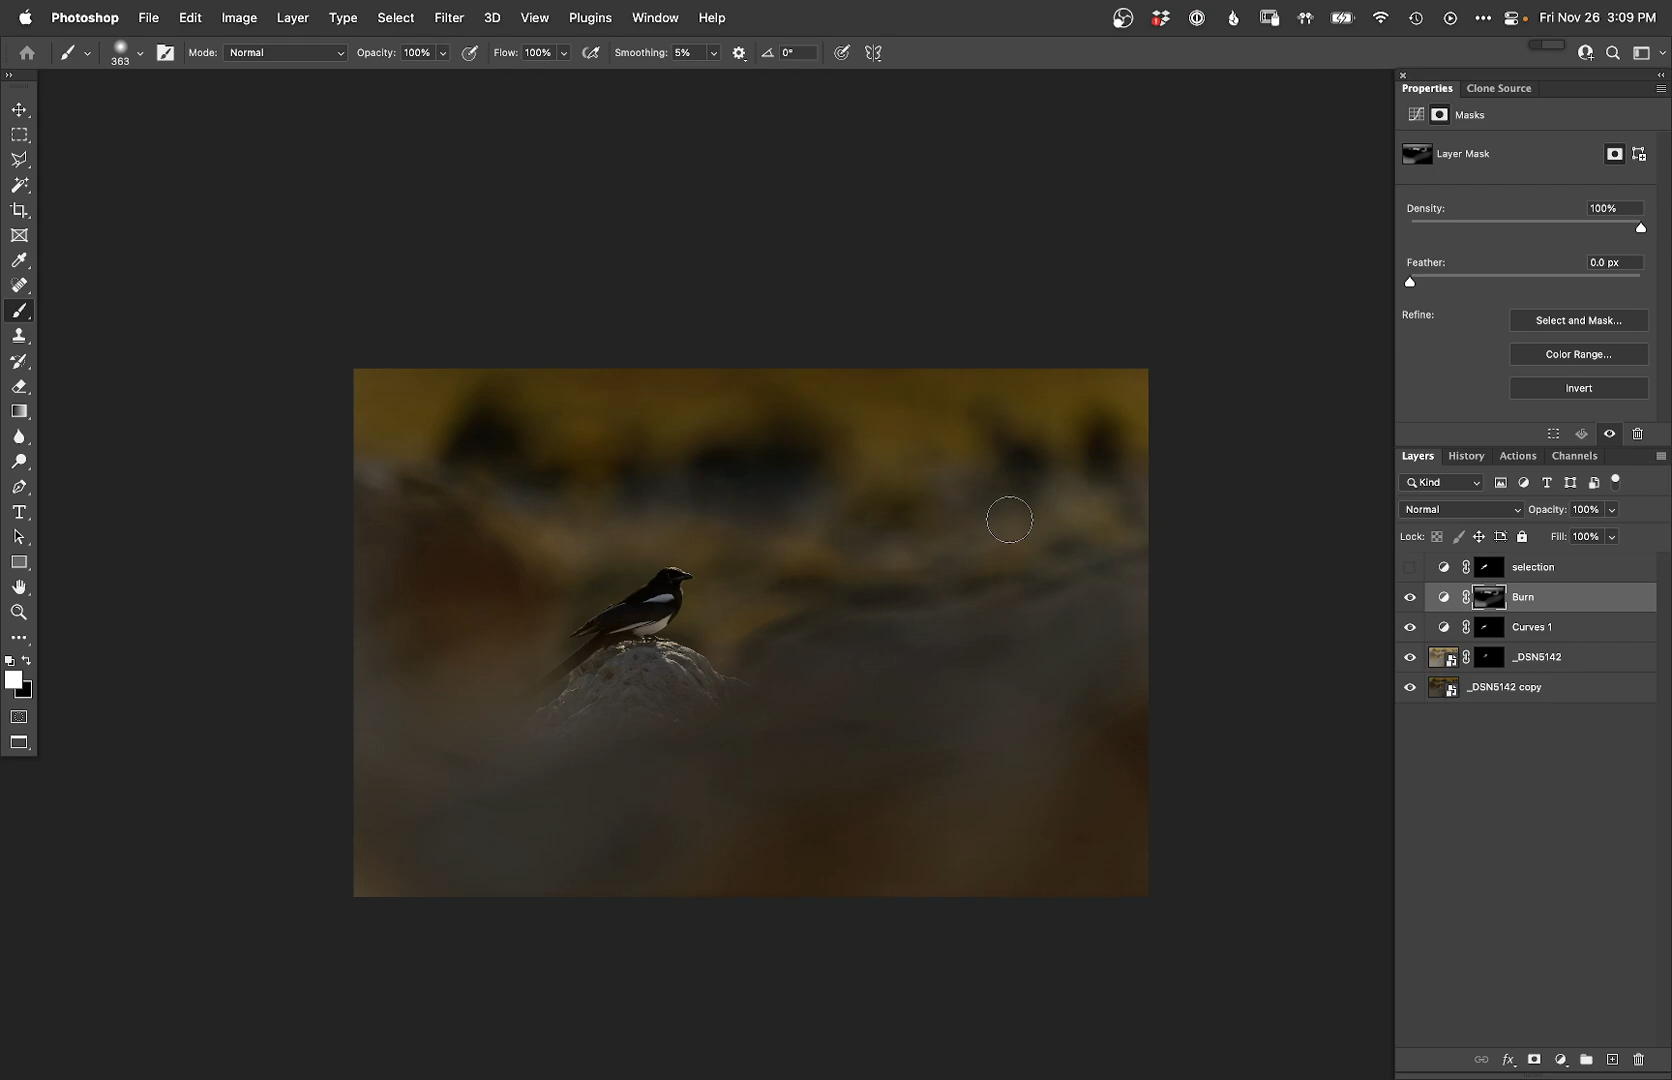 Photoshop File Edit Image Layer Type Select Filter 3D View Plugins Window Help Fri Nov 26 3:09 PM
363 Mode: Normal Opacity: 100% Flow: 100% Smoothing: 5% 0°
Properties Clone Source
Masks
Layer Mask
Density: 100%
Feather: 0.0 px
Refine: Select and Mask...
Color Range...
Invert
Layers History Actions Channels
Kind
Normal Opacity: 100%
Lock: Fill: 100%
selection
Burn
Curves 1
_DSN5142
_DSN5142 copy
fx